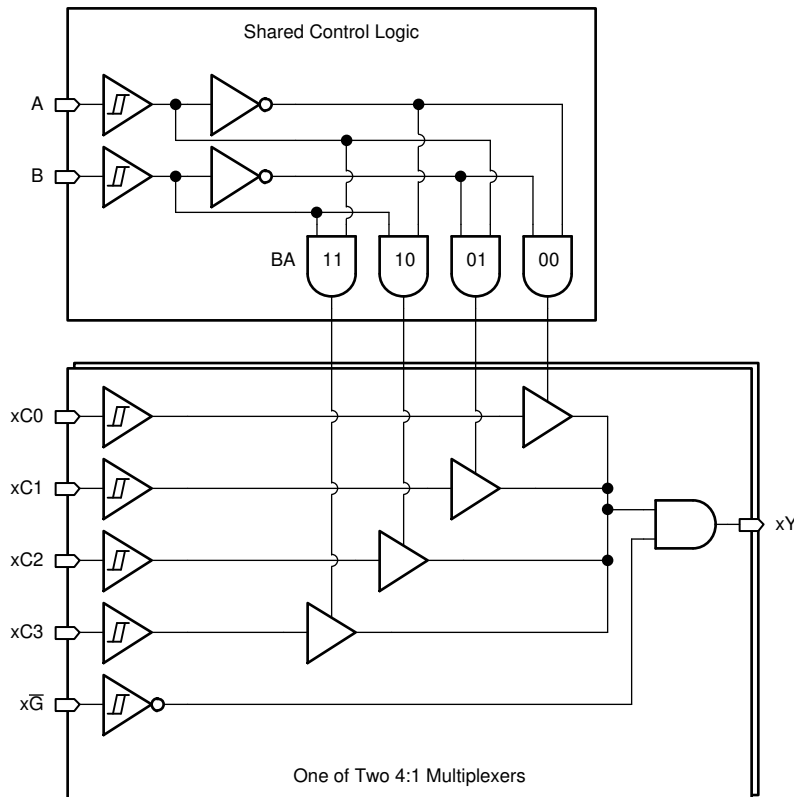 Shared Control Logic
A
B
BA 11 10 01 00
xC0
xC1
xC2
xC3
xG̅
xY
One of Two 4:1 Multiplexers